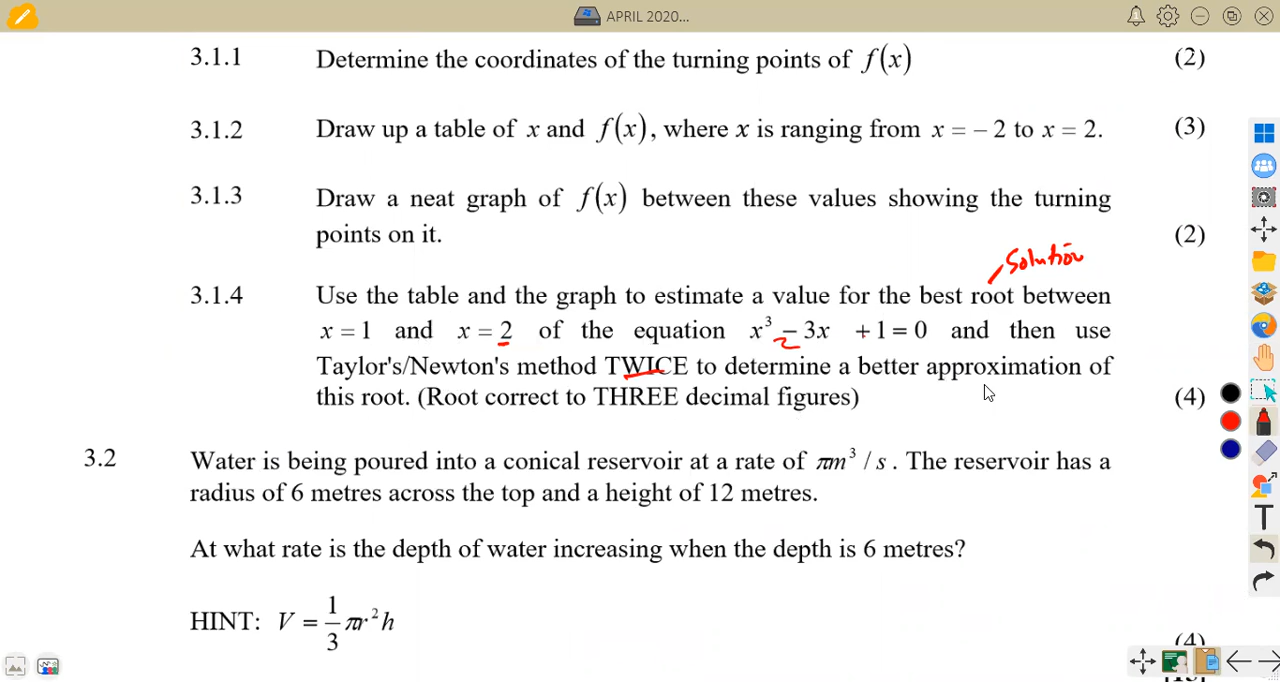 APRIL 2020...
3.1.1 Determine the coordinates of the turning points of f(x) (2)
3.1.2 Draw up a table of x and f(x), where x is ranging from x = – 2 to x = 2. (3)
3.1.3 Draw a neat graph of f(x) between these values showing the turning
points on it. (2)
Solution
3.1.4 Use the table and the graph to estimate a value for the best root between
x = 1 and x = 2 of the equation x³ – 3x + 1 = 0 and then use
Taylor's/Newton's method TWICE to determine a better approximation of
this root. (Root correct to THREE decimal figures) (4)
3.2 Water is being poured into a conical reservoir at a rate of πm³ / s. The reservoir has a
radius of 6 metres across the top and a height of 12 metres.
At what rate is the depth of water increasing when the depth is 6 metres?
HINT: V = 1/3 πr²h
(4)